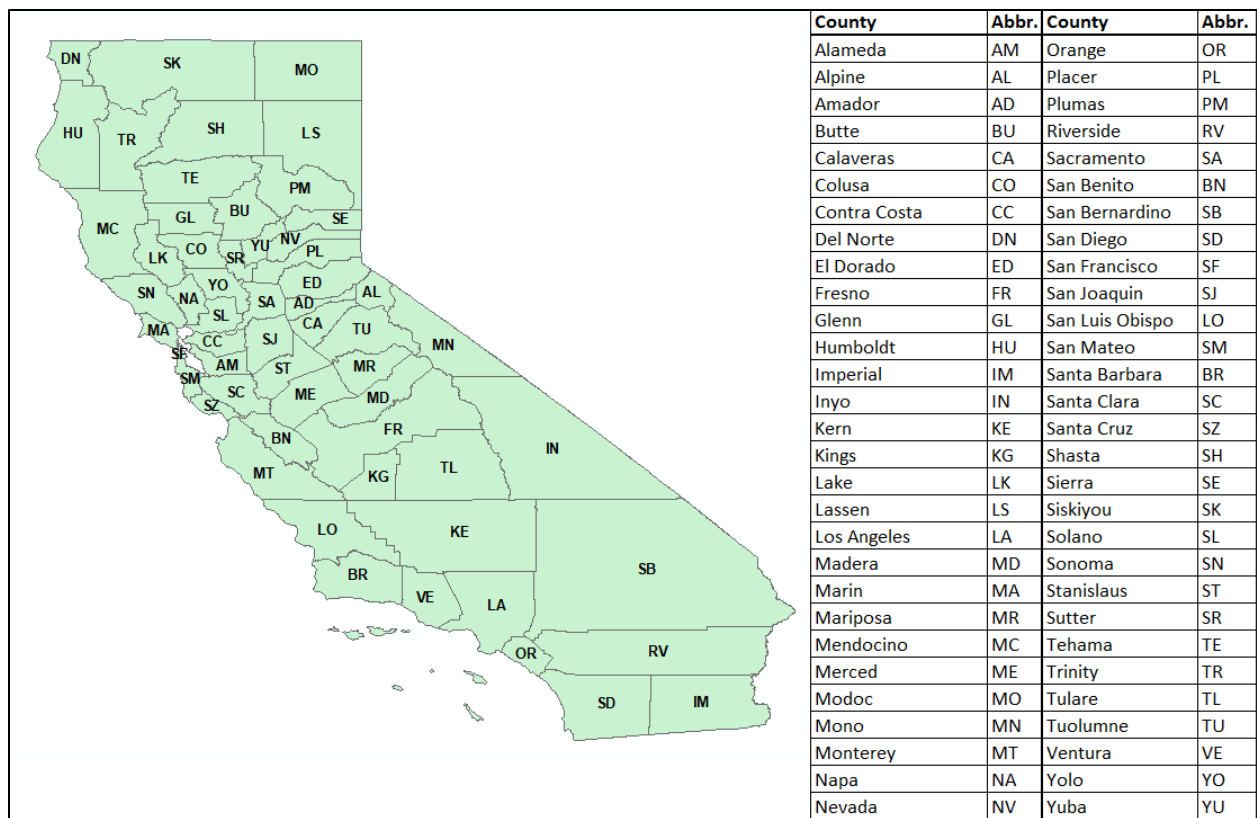 DN
SK
MO
HU
TR
SH
LS
TE
PM
MC
GL
BU
SE
LK
CO
SR
YU
NV
PL
SN
NA
YO
SA
ED
AD
AL
SL
MA
CC
SJ
CA
TU
MN
SF
AM
ST
MR
SM
SC
ME
MD
SZ
BN
FR
MT
KG
TL
IN
LO
KE
SB
BR
VE
LA
OR
RV
SD
IM
County Abbr. County Abbr.
Alameda AM Orange OR
Alpine AL Placer PL
Amador AD Plumas PM
Butte BU Riverside RV
Calaveras CA Sacramento SA
Colusa CO San Benito BN
Contra Costa CC San Bernardino SB
Del Norte DN San Diego SD
El Dorado ED San Francisco SF
Fresno FR San Joaquin SJ
Glenn GL San Luis Obispo LO
Humboldt HU San Mateo SM
Imperial IM Santa Barbara BR
Inyo IN Santa Clara SC
Kern KE Santa Cruz SZ
Kings KG Shasta SH
Lake LK Sierra SE
Lassen LS Siskiyou SK
Los Angeles LA Solano SL
Madera MD Sonoma SN
Marin MA Stanislaus ST
Mariposa MR Sutter SR
Mendocino MC Tehama TE
Merced ME Trinity TR
Modoc MO Tulare TL
Mono MN Tuolumne TU
Monterey MT Ventura VE
Napa NA Yolo YO
Nevada NV Yuba YU